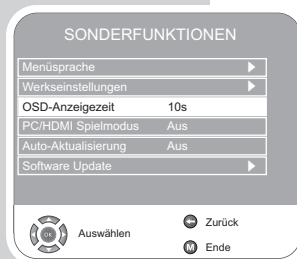 SONDERFUNKTIONEN
Menüsprache
Werkseinstellungen
OSD-Anzeigezeit 10s
PC/HDMI Spielmodus Aus
Auto-Aktualisierung Aus
Software Update
OK Auswählen
Zurück
M Ende